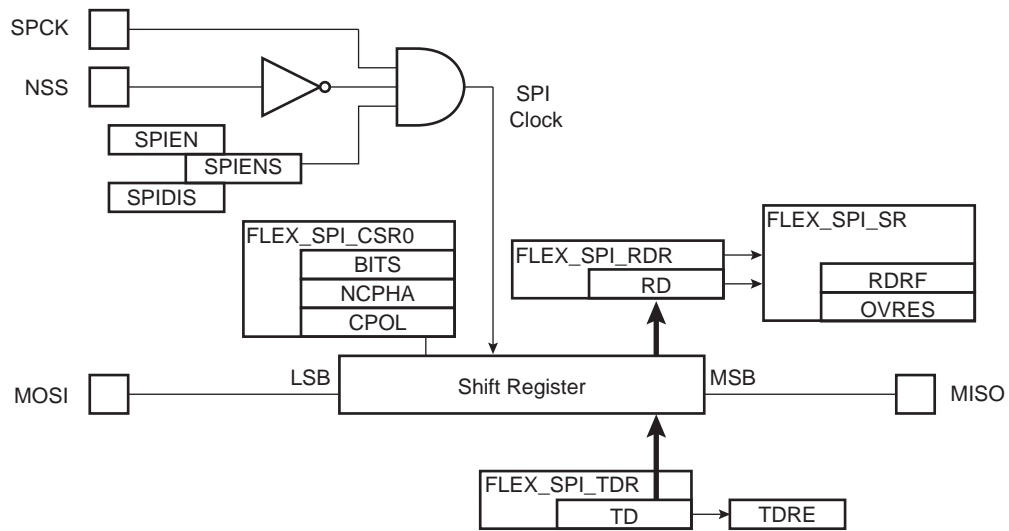 SPCK
NSS
SPI
Clock
SPIEN
SPIENS
SPIDIS
FLEX_SPI_CSR0
BITS
NCPHA
CPOL
FLEX_SPI_RDR
RD
FLEX_SPI_SR
RDRF
OVRES
MOSI
LSB
Shift Register
MSB
MISO
FLEX_SPI_TDR
TD
TDRE